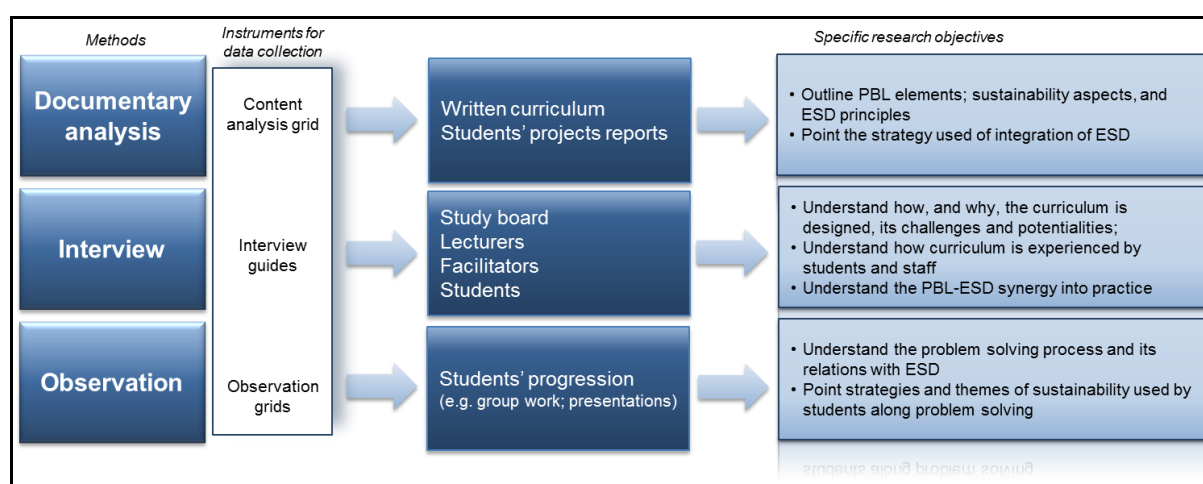 Methods
Instruments for
data collection
Specific research objectives
Documentary
analysis
Content
analysis grid
Written curriculum
Students' projects reports
• Outline PBL elements; sustainability aspects, and
ESD principles
• Point the strategy used of integration of ESD
Interview
Interview
guides
Study board
Lecturers
Facilitators
Students
• Understand how, and why, the curriculum is
designed, its challenges and potentialities;
• Understand how curriculum is experienced by
students and staff
• Understand the PBL-ESD synergy into practice
Observation
Observation
grids
Students' progression
(e.g. group work; presentations)
• Understand the problem solving process and its
relations with ESD
• Point strategies and themes of sustainability used by
students along problem solving